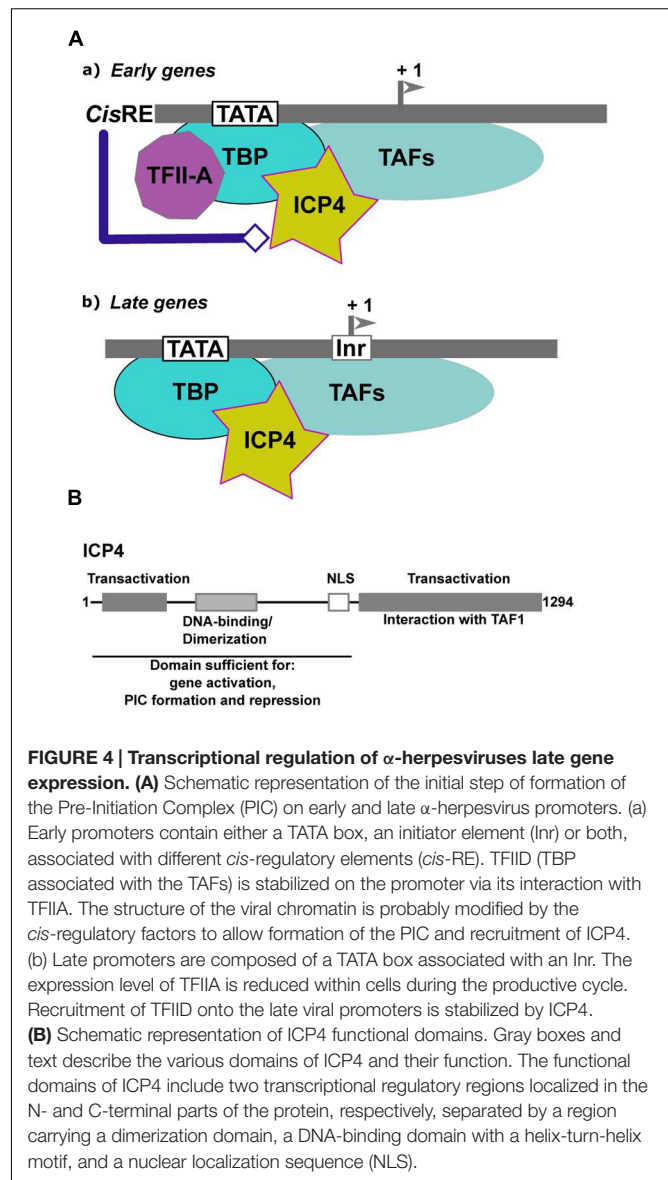 A
a) Early genes
+ 1
CisRE
TATA
TBP
TAFs
TFII-A
ICP4
b) Late genes
+ 1
TATA
Inr
TBP
TAFs
ICP4
B
ICP4
Transactivation
NLS
Transactivation
1
1294
DNA-binding/
Dimerization
Interaction with TAF1
Domain sufficient for:
gene activation,
PIC formation and repression
FIGURE 4 | Transcriptional regulation of α-herpesviruses late gene
expression. (A) Schematic representation of the initial step of formation of
the Pre-Initiation Complex (PIC) on early and late α-herpesvirus promoters. (a)
Early promoters contain either a TATA box, an initiator element (Inr) or both,
associated with different cis-regulatory elements (cis-RE). TFIID (TBP
associated with the TAFs) is stabilized on the promoter via its interaction with
TFIIA. The structure of the viral chromatin is probably modified by the
cis-regulatory factors to allow formation of the PIC and recruitment of ICP4.
(b) Late promoters are composed of a TATA box associated with an Inr. The
expression level of TFIIA is reduced within cells during the productive cycle.
Recruitment of TFIID onto the late viral promoters is stabilized by ICP4.
(B) Schematic representation of ICP4 functional domains. Gray boxes and
text describe the various domains of ICP4 and their function. The functional
domains of ICP4 include two transcriptional regulatory regions localized in the
N- and C-terminal parts of the protein, respectively, separated by a region
carrying a dimerization domain, a DNA-binding domain with a helix-turn-helix
motif, and a nuclear localization sequence (NLS).